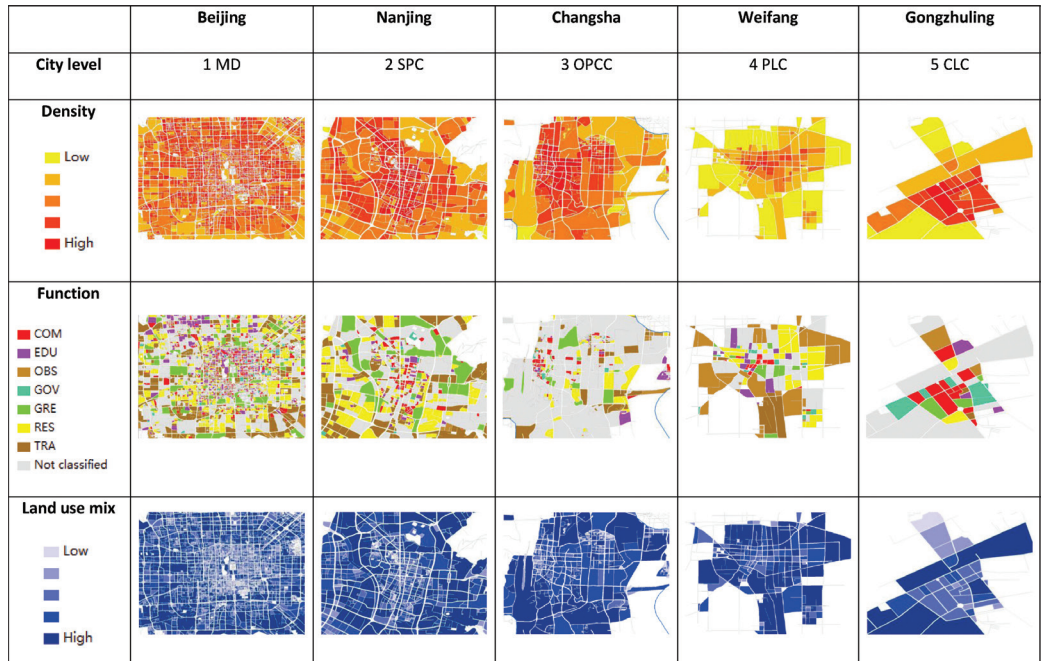 Beijing Nanjing Changsha Weifang Gongzhuling
City level 1 MD 2 SPC 3 OPCC 4 PLC 5 CLC
Density
Low
High
Function
COM
EDU
OBS
GOV
GRE
RES
TRA
Not classified
Land use mix
Low
High